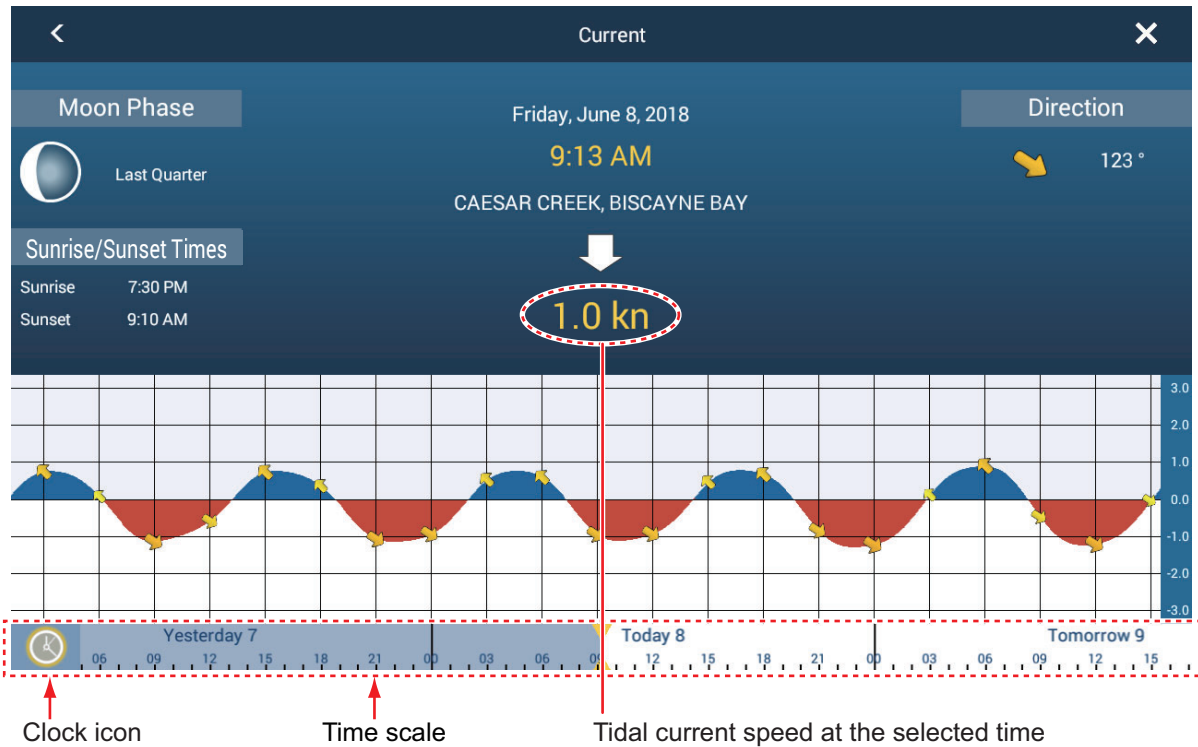 Current
Moon Phase
Last Quarter
Friday, June 8, 2018
9:13 AM
CAESAR CREEK, BISCAYNE BAY
Direction
123 °
Sunrise/Sunset Times
Sunrise 7:30 PM
Sunset 9:10 AM
1.0 kn
3.0
2.0
1.0
0.0
-1.0
-2.0
-3.0
Yesterday 7 Today 8 Tomorrow 9
06 09 12 15 18 21 00 03 06 09 12 15 18 21 00 03 06 09 12 15
Clock icon Time scale Tidal current speed at the selected time